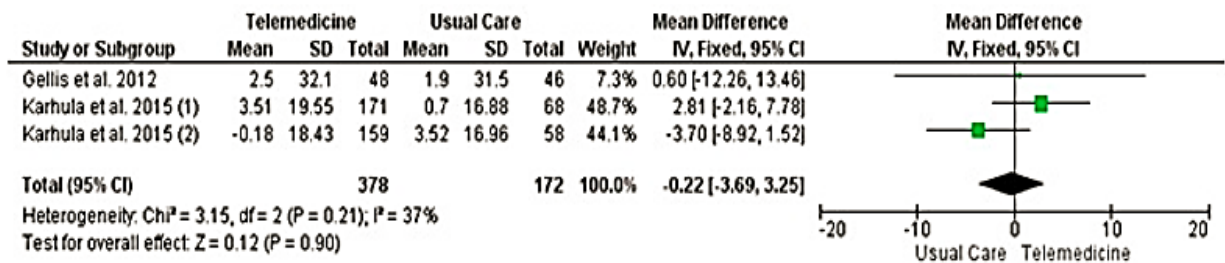 Telemedicine Usual Care Mean Difference Mean Difference
Study or Subgroup Mean SD Total Mean SD Total Weight IV, Fixed, 95% CI IV, Fixed, 95% CI
Gellis et al. 2012 2.5 32.1 48 1.9 31.5 46 7.3% 0.60 [-12.26, 13.46]
Karhula et al. 2015 (1) 3.51 19.55 171 0.7 16.88 68 48.7% 2.81 [-2.16, 7.78]
Karhula et al. 2015 (2) -0.18 18.43 159 3.52 16.96 58 44.1% -3.70 [-8.92, 1.52]
Total (95% CI) 378 172 100.0% -0.22 [-3.69, 3.25]
Heterogeneity: Chi² = 3.15, df = 2 (P = 0.21); I² = 37%
Test for overall effect: Z = 0.12 (P = 0.90)
-20 -10 0 10 20
Usual Care Telemedicine